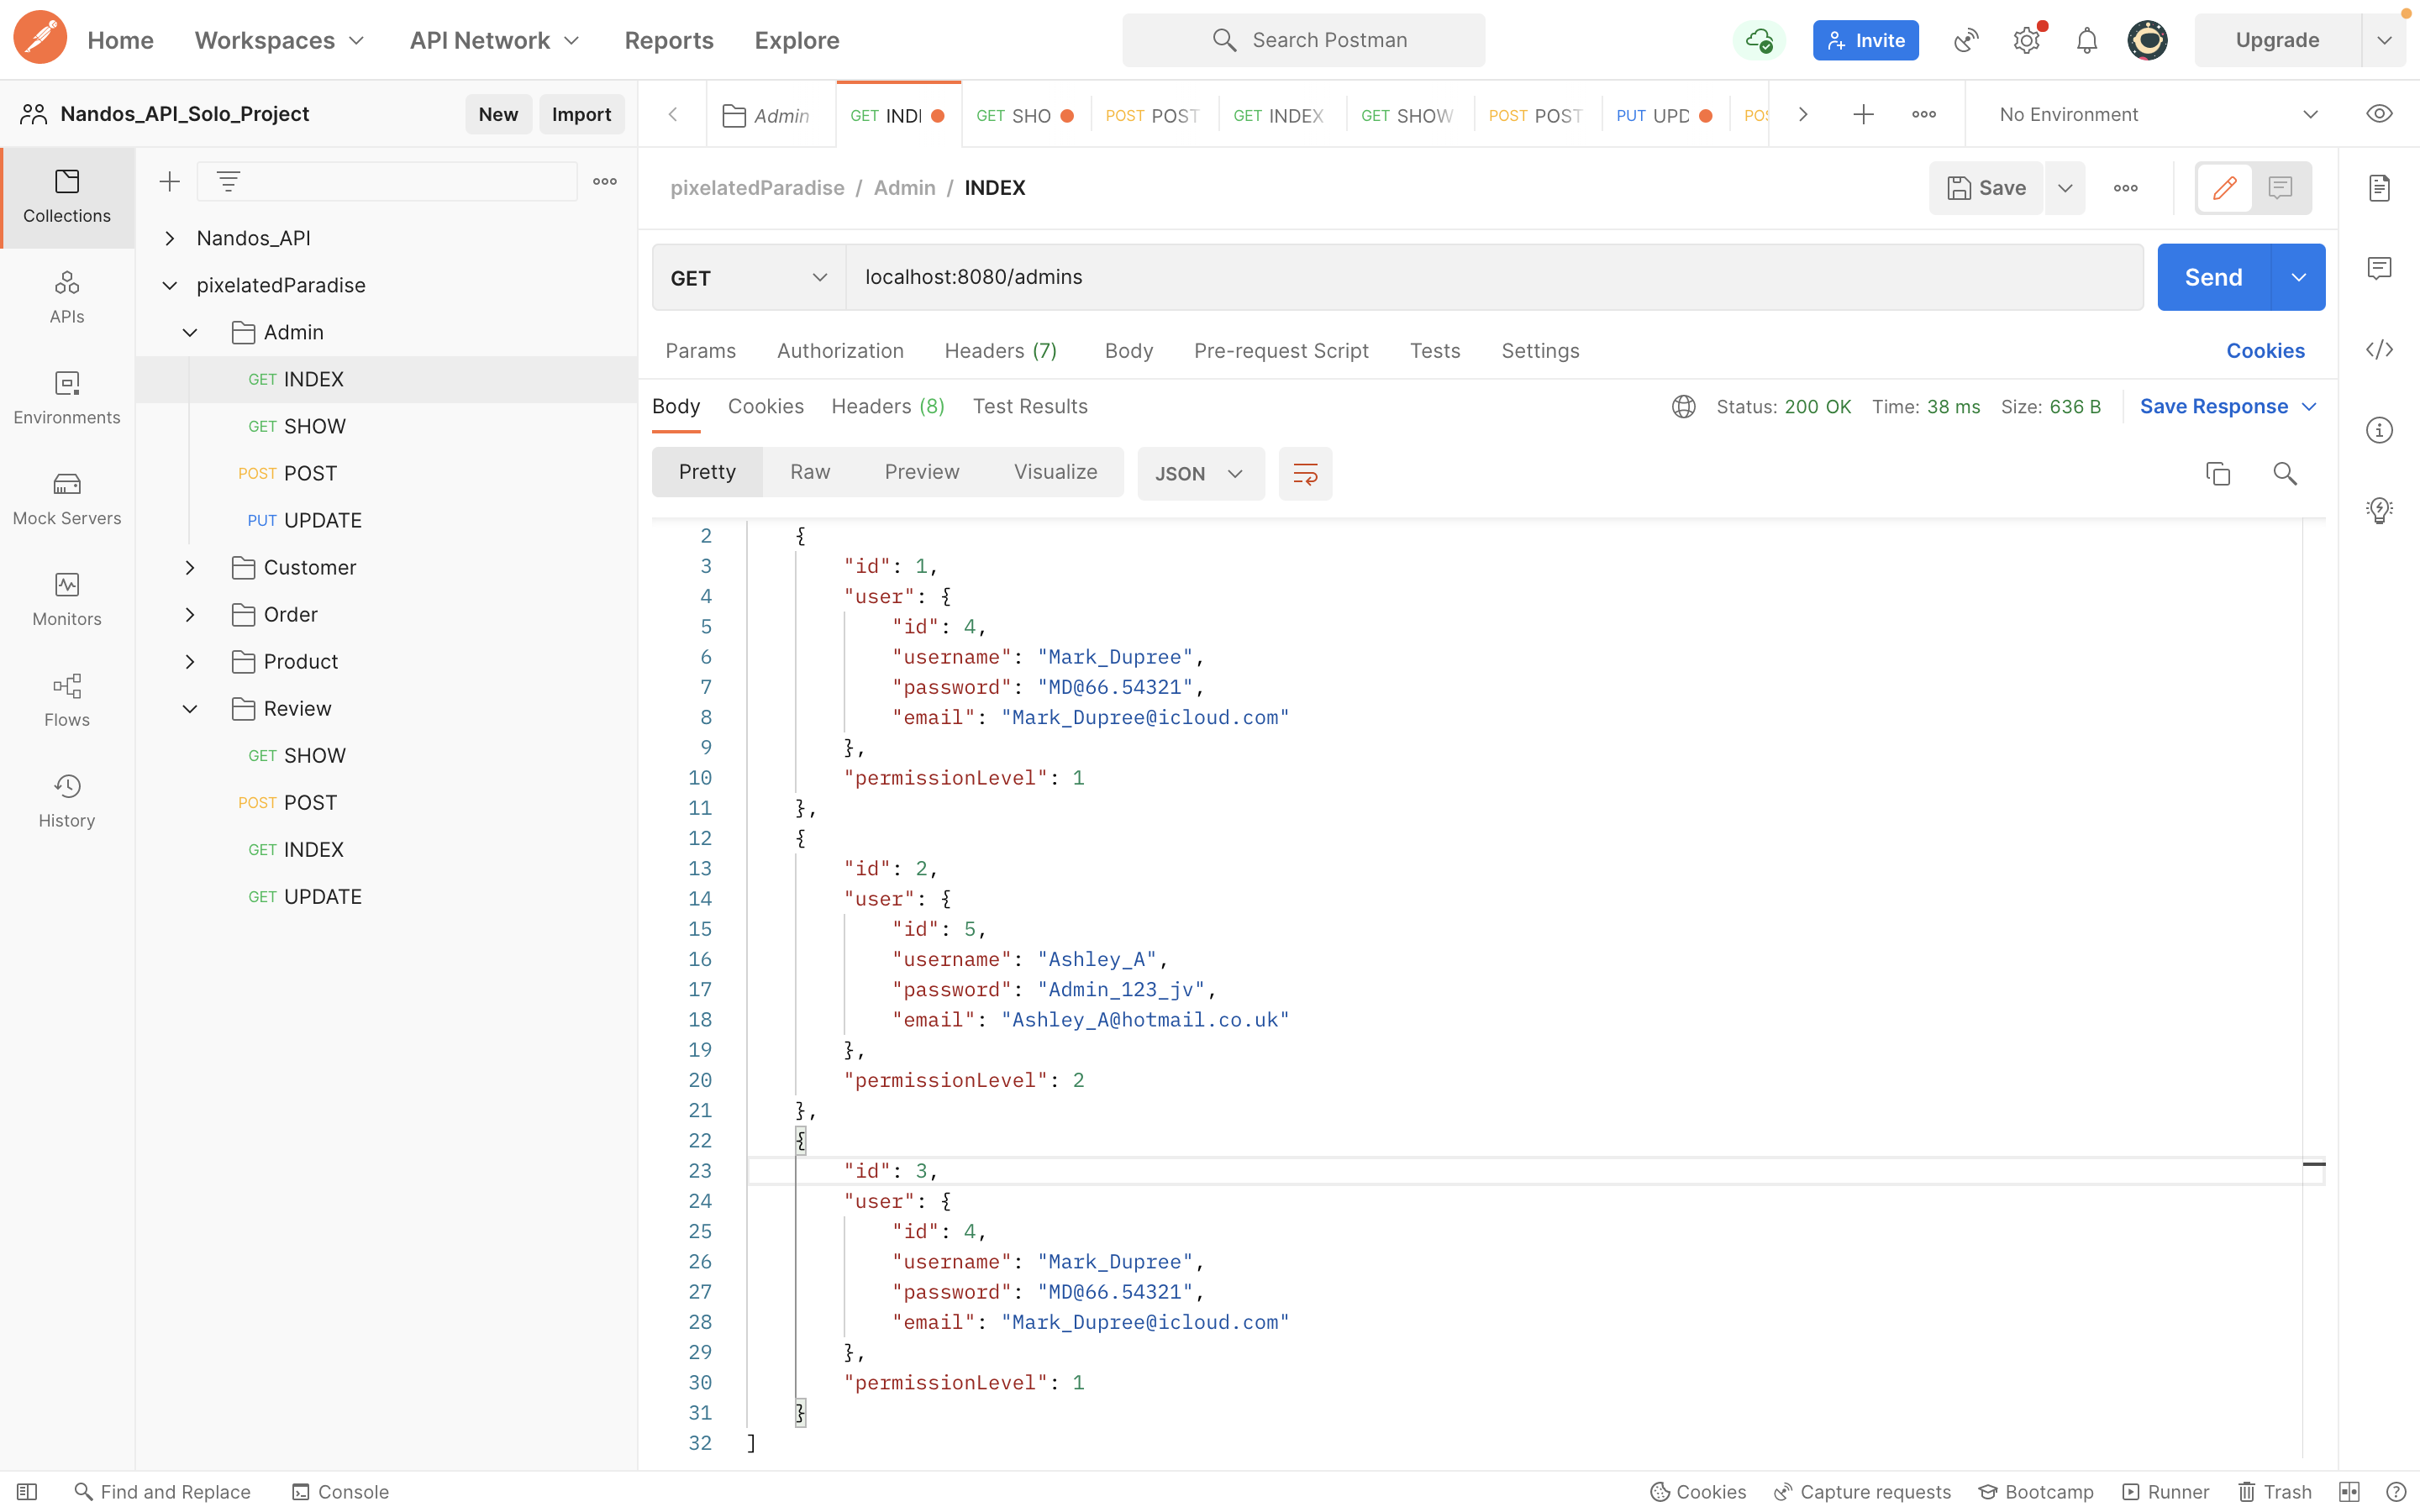 Home Workspaces API Network Reports Explore Search Postman Invite Upgrade
Nandos_API_Solo_Project New Import
Admin GET INDI GET SHO POST POST GET INDEX GET SHOW POST POST PUT UPD POS No Environment
Collections
APIs
Environments
Mock Servers
Monitors
Flows
History
Nandos_API
pixelatedParadise
Admin
GET INDEX
GET SHOW
POST POST
PUT UPDATE
Customer
Order
Product
Review
GET SHOW
POST POST
GET INDEX
GET UPDATE
pixelatedParadise / Admin / INDEX Save
GET localhost:8080/admins Send
Params Authorization Headers (7) Body Pre-request Script Tests Settings Cookies
Body Cookies Headers (8) Test Results Status: 200 OK Time: 38 ms Size: 636 B Save Response
Pretty Raw Preview Visualize JSON
2 {
3 "id": 1,
4 "user": {
5 "id": 4,
6 "username": "Mark_Dupree",
7 "password": "MD@66.54321",
8 "email": "Mark_Dupree@icloud.com"
9 },
10 "permissionLevel": 1
11 },
12 {
13 "id": 2,
14 "user": {
15 "id": 5,
16 "username": "Ashley_A",
17 "password": "Admin_123_jv",
18 "email": "Ashley_A@hotmail.co.uk"
19 },
20 "permissionLevel": 2
21 },
22 {
23 "id": 3,
24 "user": {
25 "id": 4,
26 "username": "Mark_Dupree",
27 "password": "MD@66.54321",
28 "email": "Mark_Dupree@icloud.com"
29 },
30 "permissionLevel": 1
31 }
32 ]
Find and Replace Console Cookies Capture requests Bootcamp Runner Trash